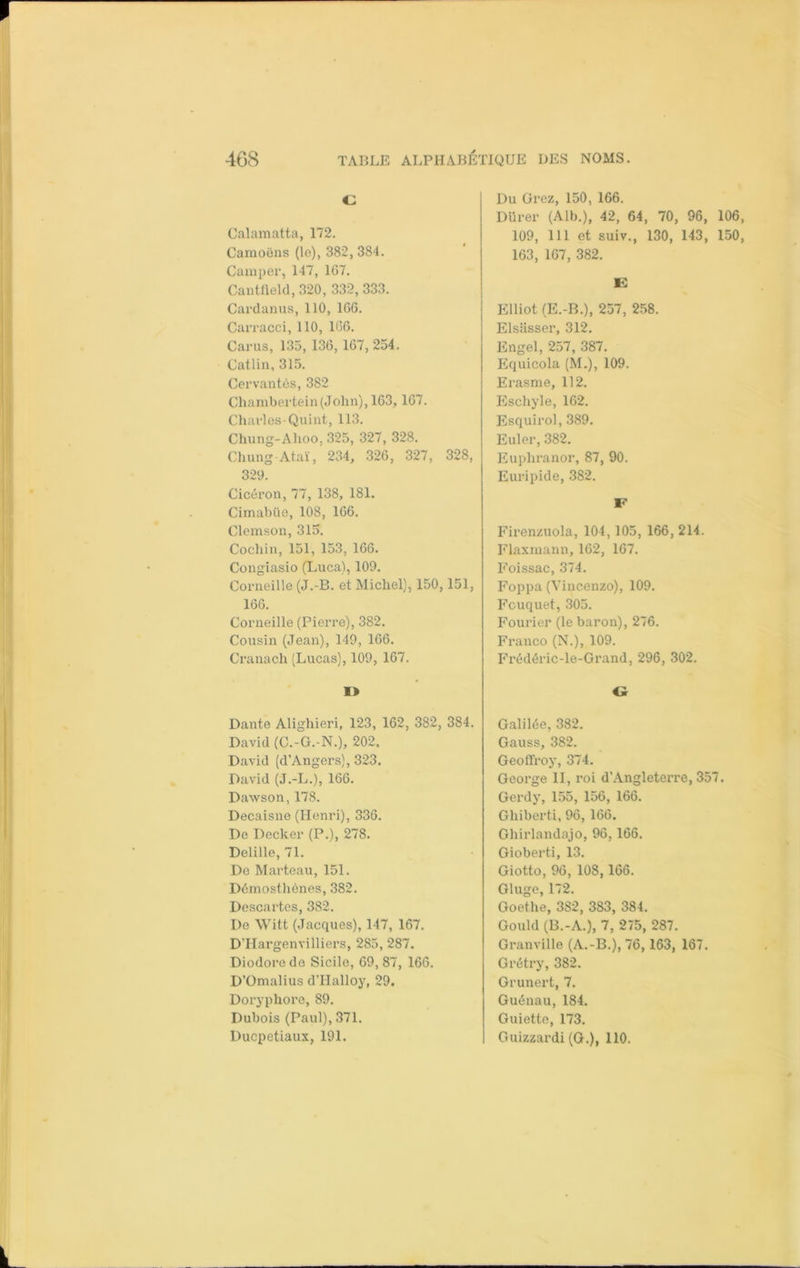 468 TABLE ALPHABÉTIQUE DES NOMS.
C
Calamatta, 172.
Camoëns (le), 382, 384.
Camper, 147, 167.
Cantfield, 320, 332, 333.
Cardanus, 110, 166.
Carracci, 110, 166.
Carus, 135, 136, 167, 254.
Catlin, 315.
Cervantès, 382
Chambertein (John), 163, 167.
Charles-Quint, 113.
Chung-Ahoo, 325, 327, 328.
Chung-Ataï, 234, 326, 327, 328,
329.
Cicéron, 77, 138, 181.
Cimabüe, 108, 166.
Clemson, 315.
Cochin, 151, 153, 166.
Congiasio (Luca), 109.
Corneille (J.-B. et Michel), 150, 151,
166.
Corneille (Pierre), 382.
Cousin (Jean), 149, 166.
Cranach (Lucas), 109, 167.
D
Dante Alighieri, 123, 162, 382, 384.
David (C.-G.-N.), 202.
David (d'Angers), 323.
David (J.-L.), 166.
Dawson, 178.
Decaisne (Henri), 336.
De Decker (P.), 278.
Delille, 71.
De Marteau, 151.
Démosthènes, 382.
Descartes, 382.
De Witt (Jacques), 147, 167.
D'Hargenvilliers, 285, 287.
Diodore de Sicile, 69, 87, 166.
D'Omalius d'Halloy, 29.
Doryphore, 89.
Dubois (Paul), 371.
Ducpetiaux, 191.
Du Grez, 150, 166.
Dürer (Alb.), 42, 64, 70, 96, 106,
109, 111 et suiv., 130, 143, 150,
163, 167, 382.
E
Elliot (E.-B.), 257, 258.
Elsässer, 312.
Engel, 257, 387.
Equicola (M.), 109.
Erasme, 112.
Eschyle, 162.
Esquirol, 389.
Euler, 382.
Euphranor, 87, 90.
Euripide, 382.
F
Firenzuola, 104, 105, 166, 214.
Flaxmann, 162, 167.
Foissac, 374.
Foppa (Vincenzo), 109.
Fouquet, 305.
Fourier (le baron), 276.
Franco (N.), 109.
Frédéric-le-Grand, 296, 302.
G
Galilée, 382.
Gauss, 382.
Geoffroy, 374.
George II, roi d'Angleterre, 357.
Gerdy, 155, 156, 166.
Ghiberti, 96, 166.
Ghirlandajo, 96, 166.
Gioberti, 13.
Giotto, 96, 108, 166.
Gluge, 172.
Goethe, 382, 383, 384.
Gould (B.-A.), 7, 275, 287.
Granville (A.-B.), 76, 163, 167.
Grétry, 382.
Grunert, 7.
Guénau, 184.
Guiette, 173.
Guizzardi (G.), 110.